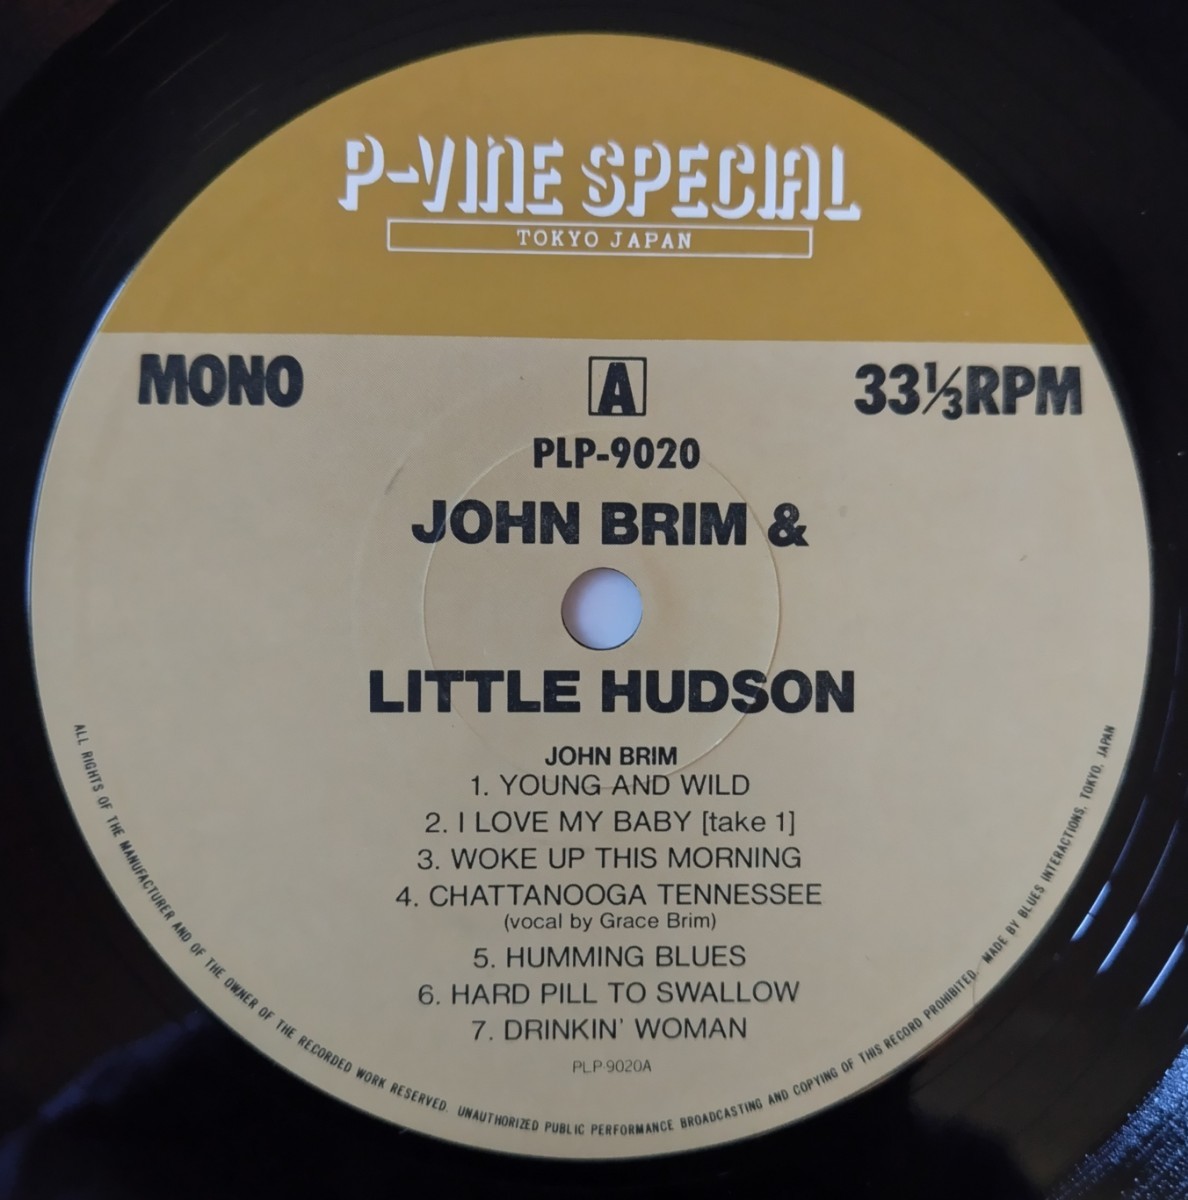 P-VINE SPECIAL
TOKYO JAPAN
MONO
A
33⅓RPM
PLP-9020
JOHN BRIM &
LITTLE HUDSON
JOHN BRIM
1. YOUNG AND WILD
2. I LOVE MY BABY [take 1]
3. WOKE UP THIS MORNING
4. CHATTANOOGA TENNESSEE
(vocal by Grace Brim)
5. HUMMING BLUES
6. HARD PILL TO SWALLOW
7. DRINKIN' WOMAN
PLP-9020A
ALL RIGHTS OF THE MANUFACTURER AND OF THE OWNER OF THE RECORDED WORK RESERVED. UNAUTHORIZED PUBLIC PERFORMANCE BROADCASTING AND COPYING OF THIS RECORD PROHIBITED. MADE BY BLUES INTERACTIONS, TOKYO, JAPAN